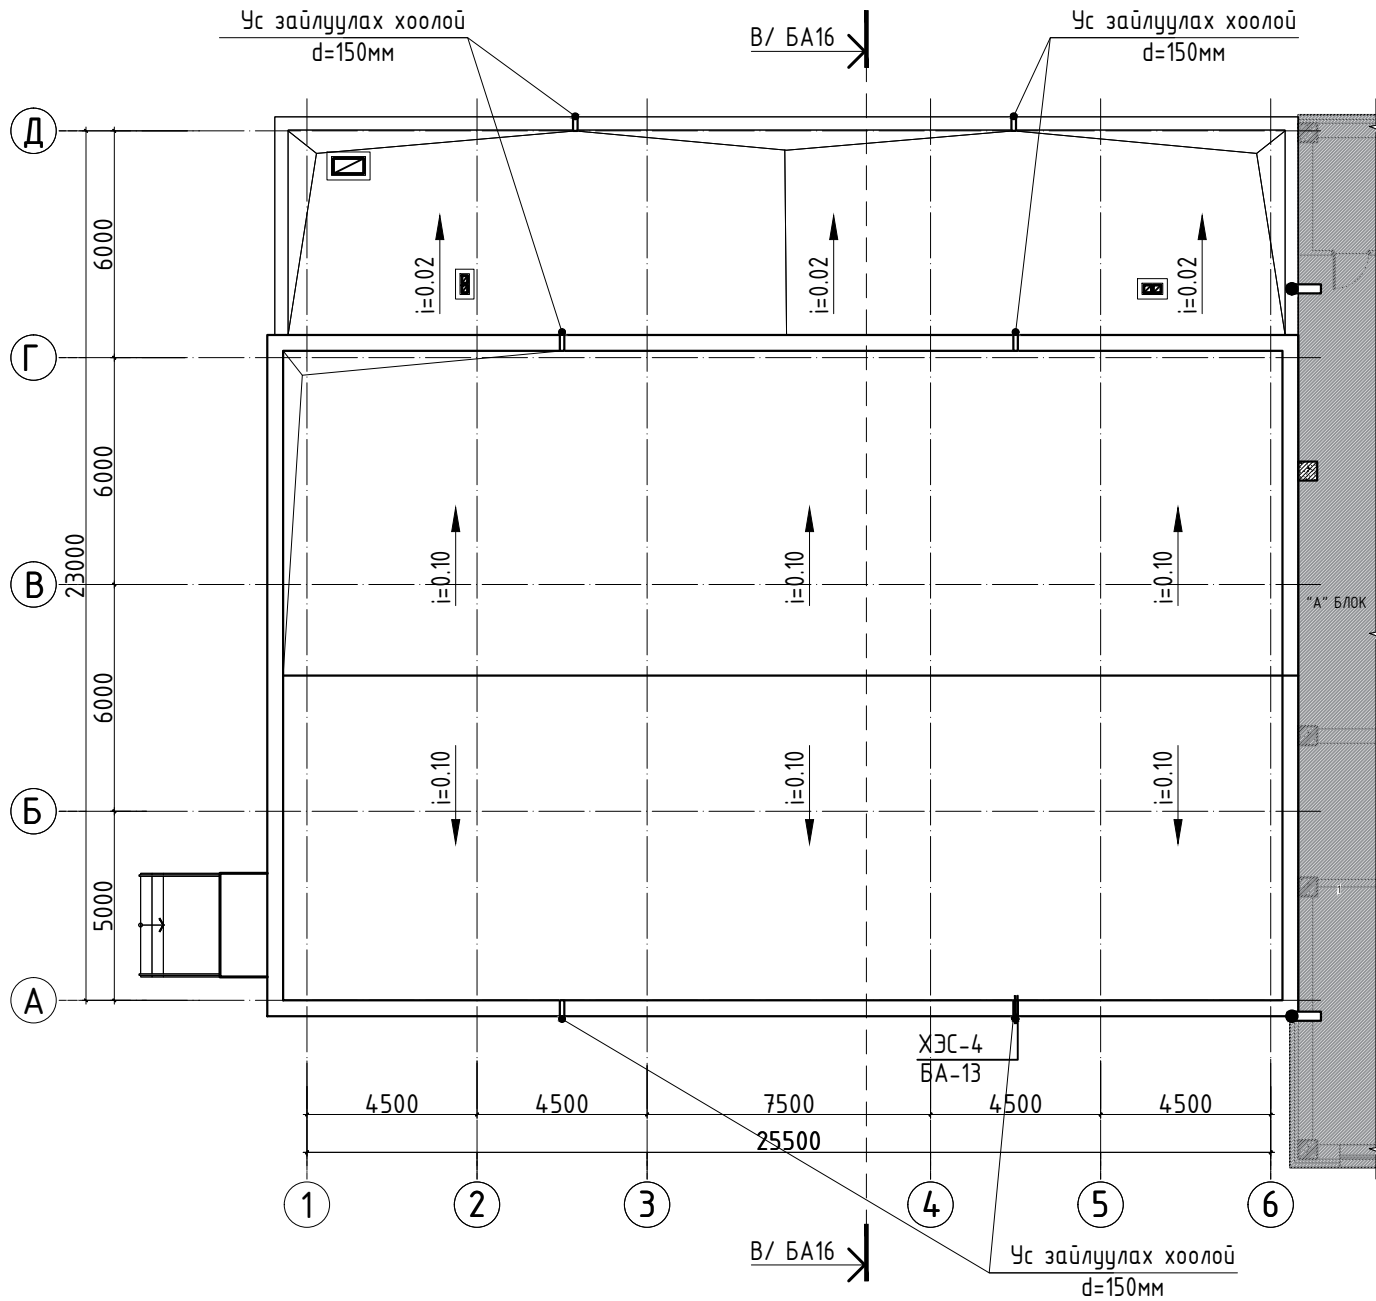 Ус зайлуулах хоолой
d=150мм
В/ БА16
Ус зайлуулах хоолой
d=150мм
Д
6000
i=0.02
i=0.02
i=0.02
Г
6000
23000
i=0.10
i=0.10
i=0.10
В
"А" БЛОК
6000
i=0.10
i=0.10
i=0.10
Б
5000
1
А
ХЭС-4
БА-13
4500
4500
7500
4500
4500
25500
1
2
3
4
5
6
В/ БА16
Ус зайлуулах хоолой
d=150мм